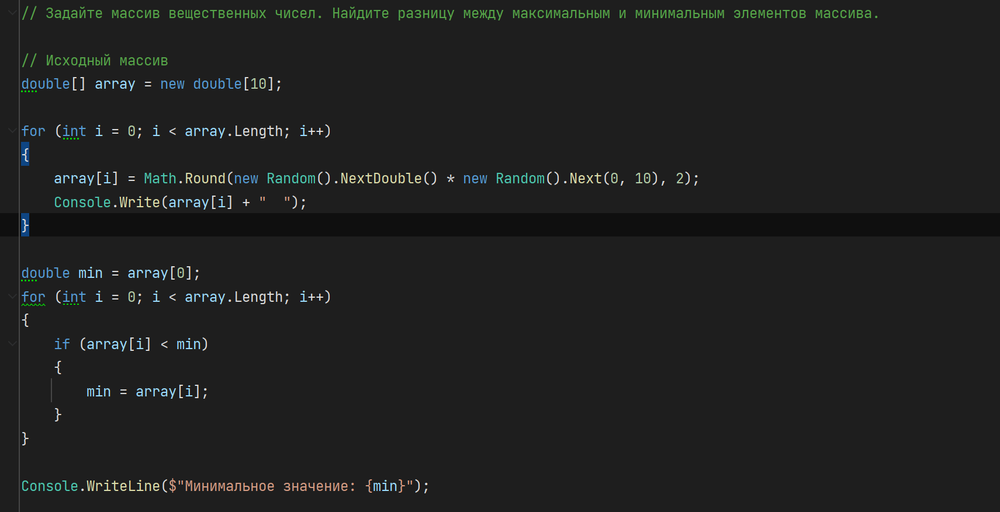 // Задайте массив вещественных чисел. Найдите разницу между максимальным и минимальным элементов массива.
// Исходный массив
double[] array = new double[10];
for (int i = 0; i < array.Length; i++)
{
    array[i] = Math.Round(new Random().NextDouble() * new Random().Next(0, 10), 2);
    Console.Write(array[i] + "  ");
}
double min = array[0];
for (int i = 0; i < array.Length; i++)
{
    if (array[i] < min)
    {
        min = array[i];
    }
}
Console.WriteLine($"Минимальное значение: {min}");